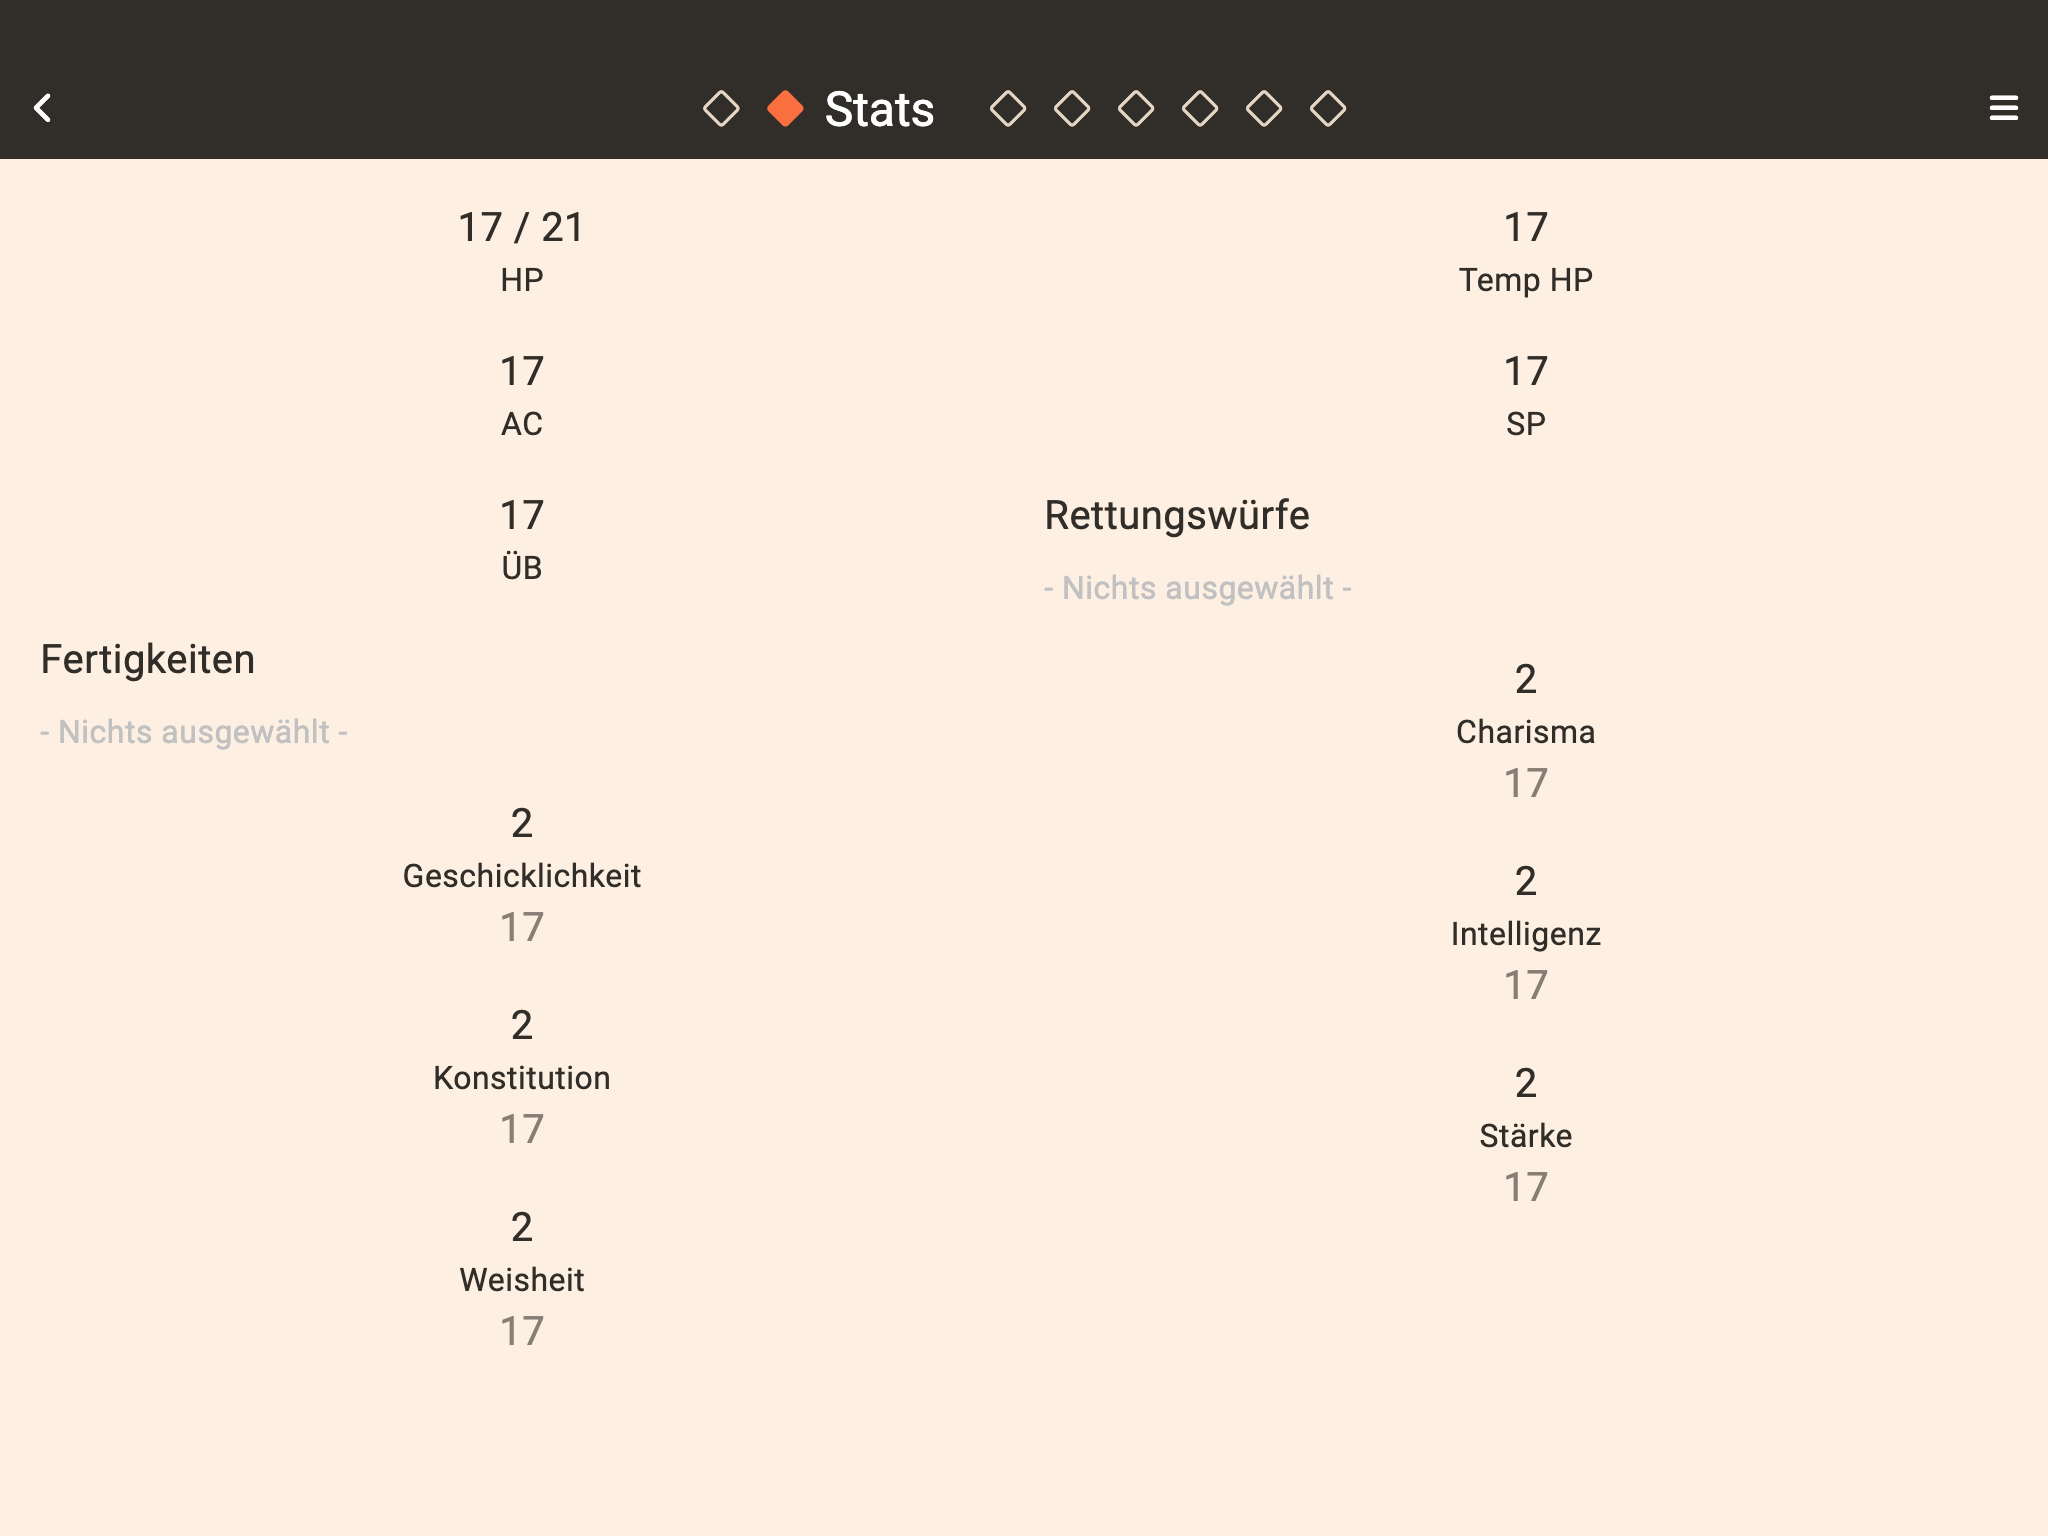 Stats
17 / 21
HP
17
Temp HP
17
AC
17
SP
17
ÜB
Rettungswürfe
- Nichts ausgewählt -
Fertigkeiten
- Nichts ausgewählt -
2
Charisma
17
2
Geschicklichkeit
17
2
Intelligenz
17
2
Konstitution
17
2
Stärke
17
2
Weisheit
17